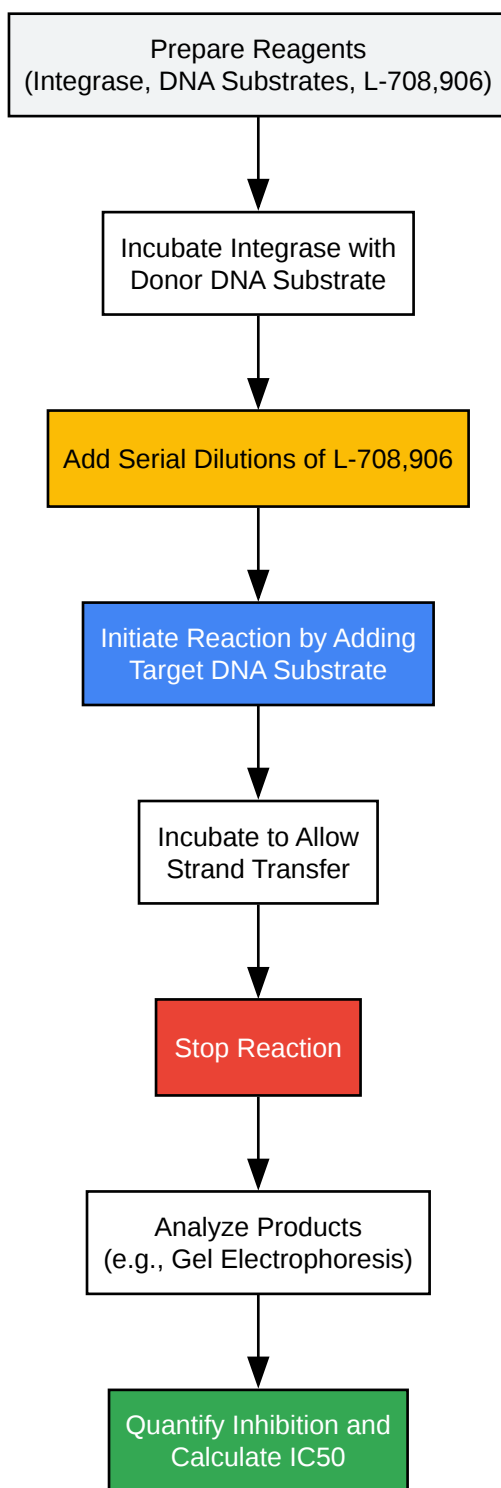 Prepare Reagents
(Integrase, DNA Substrates, L-708,906)
Incubate Integrase with
Donor DNA Substrate
Add Serial Dilutions of L-708,906
Initiate Reaction by Adding
Target DNA Substrate
Incubate to Allow
Strand Transfer
Stop Reaction
Analyze Products
(e.g., Gel Electrophoresis)
Quantify Inhibition and
Calculate IC50